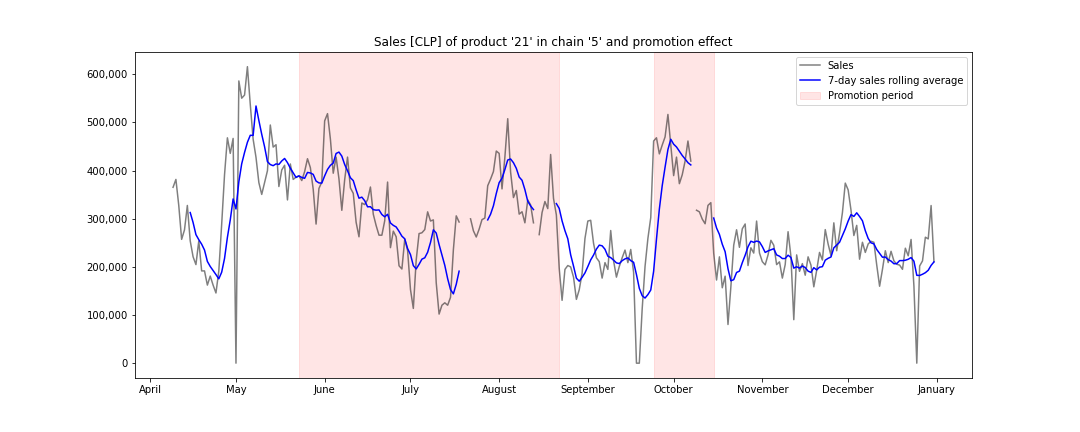 Sales [CLP] of product '21' in chain '5' and promotion effect
600,000
500,000
400,000
300,000
200,000
100,000
0
Sales
7-day sales rolling average
Promotion period
April May June July August September October November December January